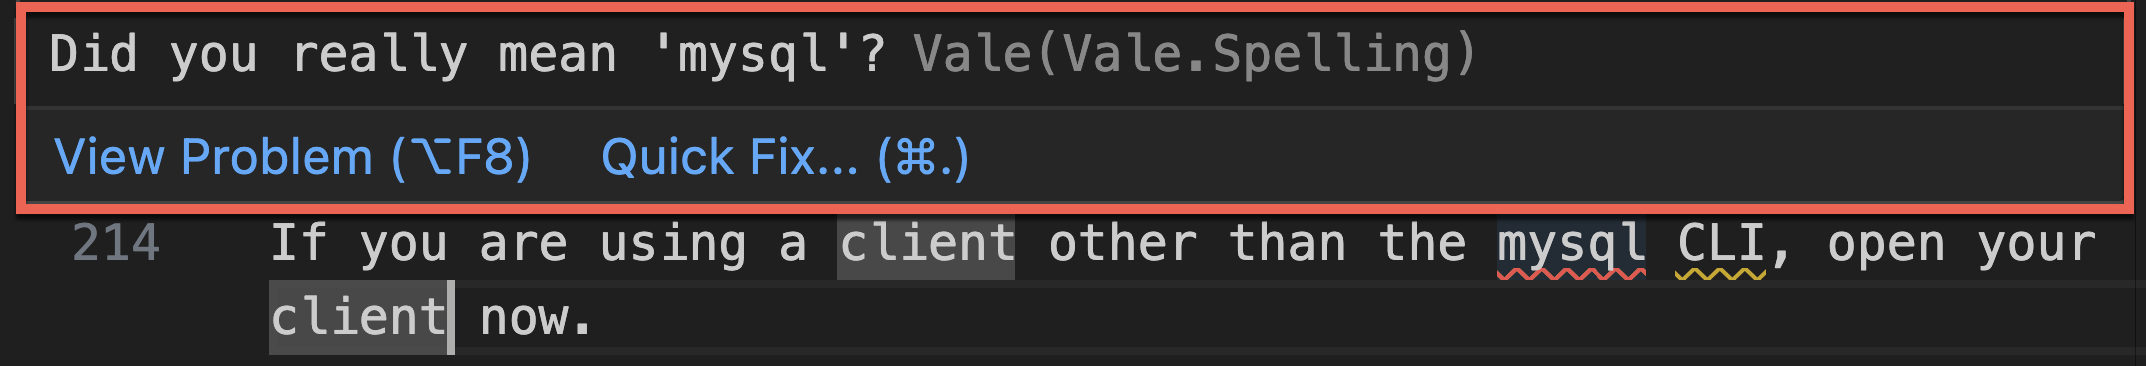 Did you really mean 'mysql'? Vale(Vale.Spelling)
View Problem (⌥F8) Quick Fix... (⌘.)
214 If you are using a client other than the mysql CLI, open your
client now.